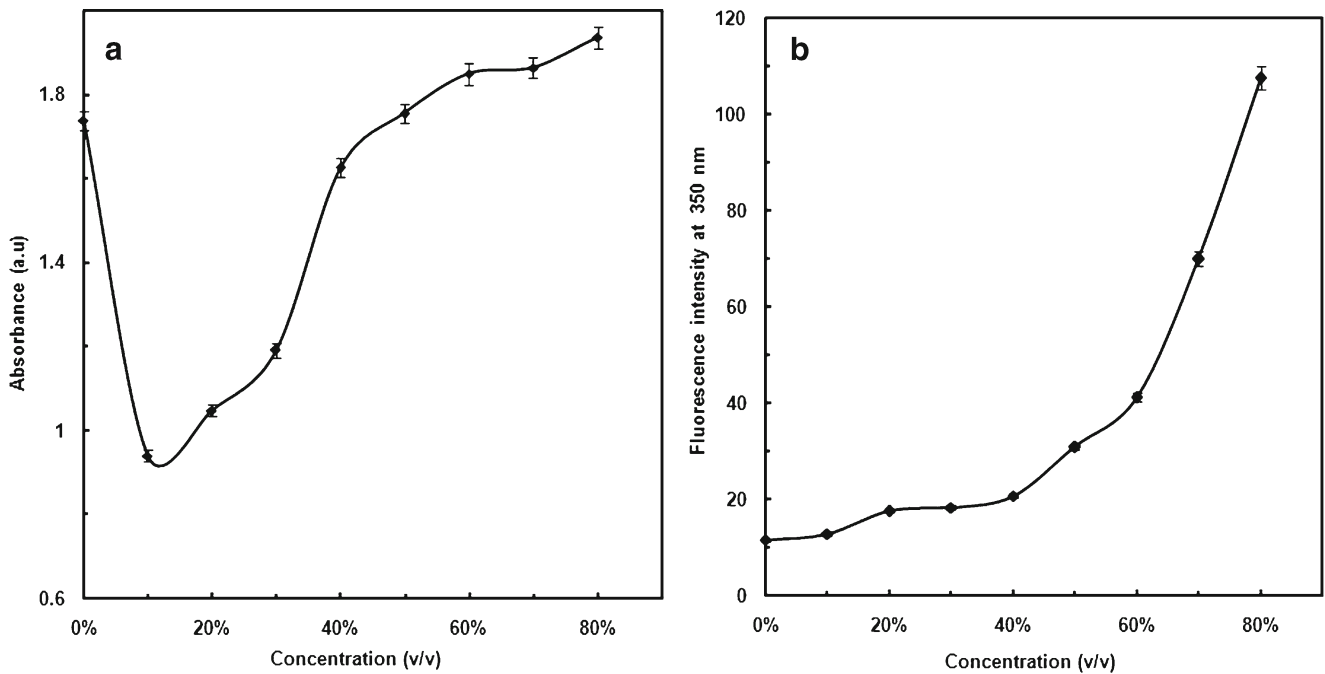 a
1.8
1.4
1
0.6
Absorbance (a.u)
0% 20% 40% 60% 80%
Concentration (v/v)
b
120
100
80
60
40
20
0
Fluorescence intensity at 350 nm
0% 20% 40% 60% 80%
Concentration (v/v)